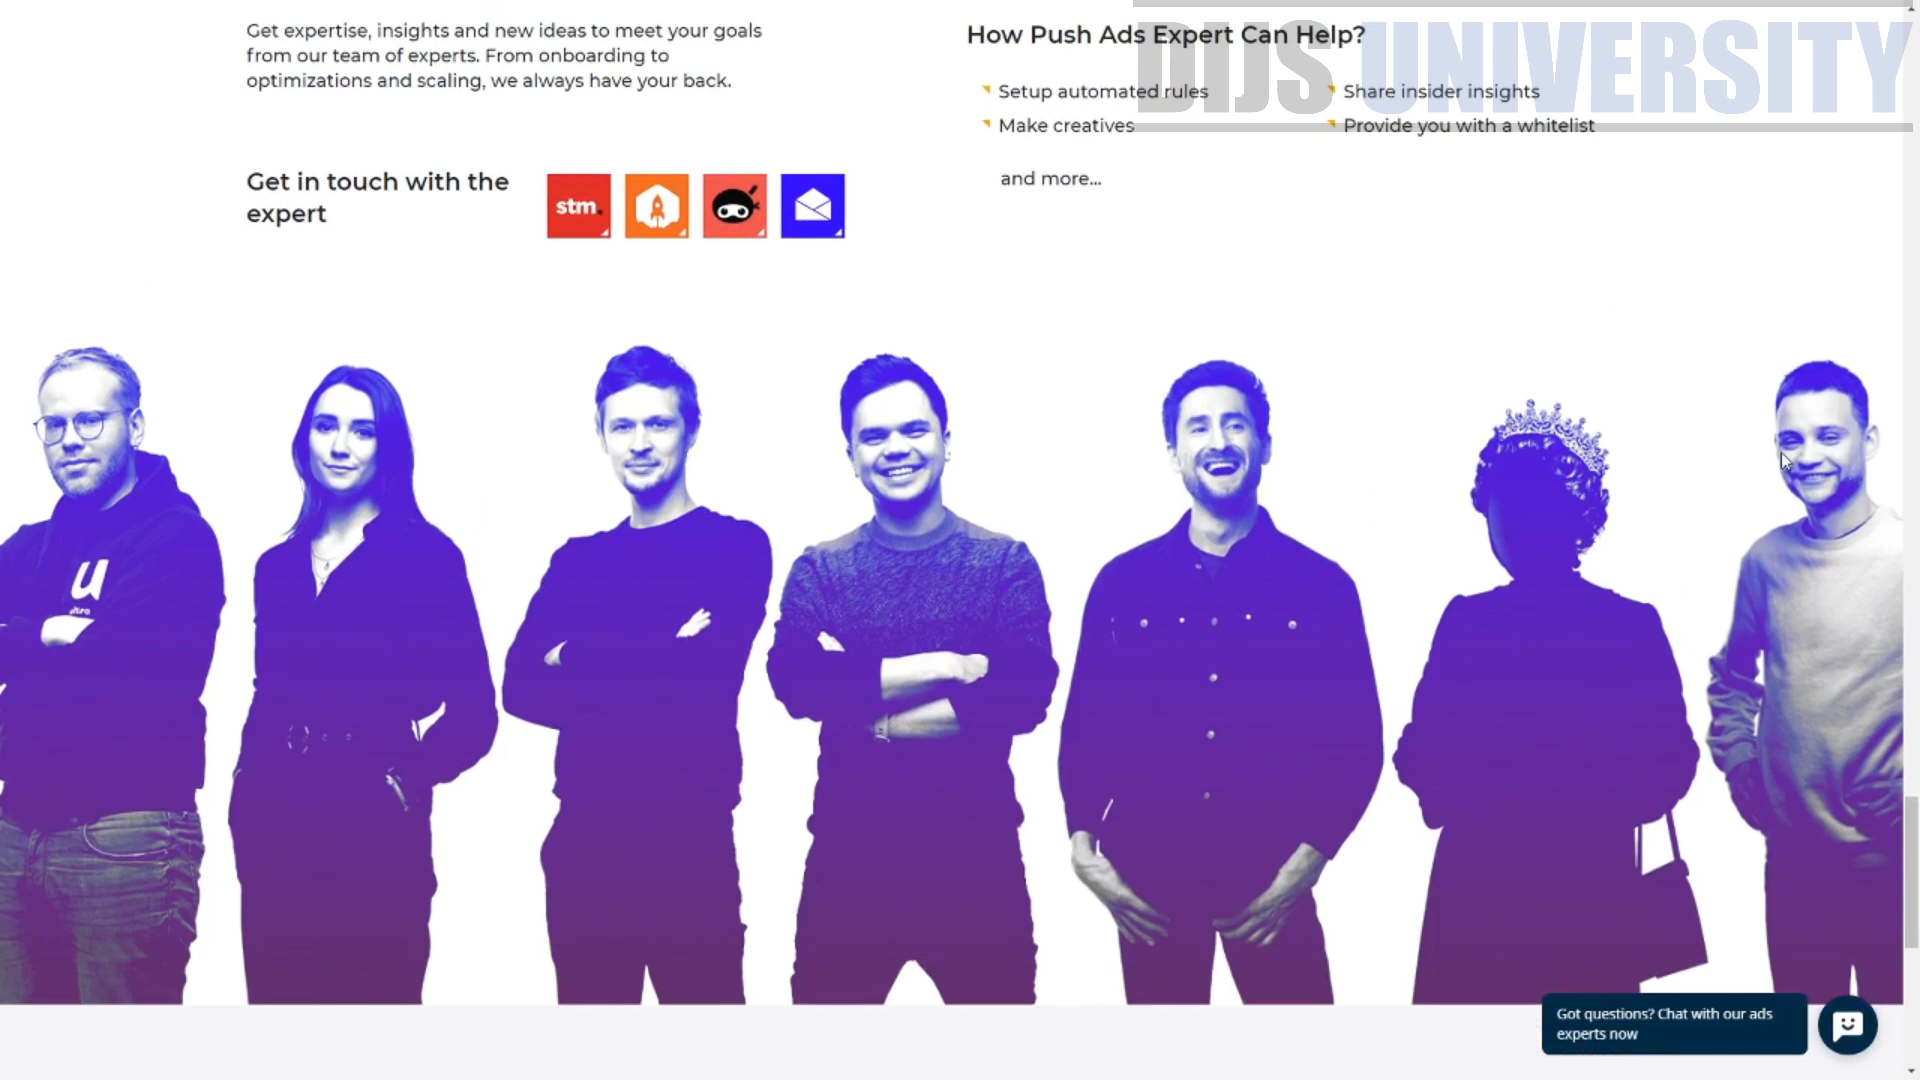 DIJS UNIVERSITY
Get expertise, insights and new ideas to meet your goals
from our team of experts. From onboarding to
optimizations and scaling, we always have your back.
Get in touch with the
expert
stm.
How Push Ads Expert Can Help?
Setup automated rules
Share insider insights
Make creatives
Provide you with a whitelist
and more...
u
Got questions? Chat with our ads
experts now